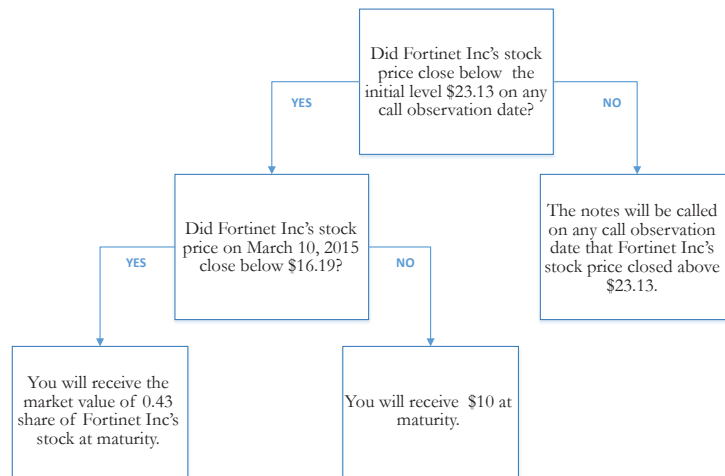 Did Fortinet Inc's stock
price close below the
initial level $23.13 on any
call observation date?
YES
NO
Did Fortinet Inc's stock
price on March 10, 2015
close below $16.19?
The notes will be called
on any call observation
date that Fortinet Inc's
stock price closed above
$23.13.
YES
NO
You will receive the
market value of 0.43
share of Fortinet Inc's
stock at maturity.
You will receive $10 at
maturity.